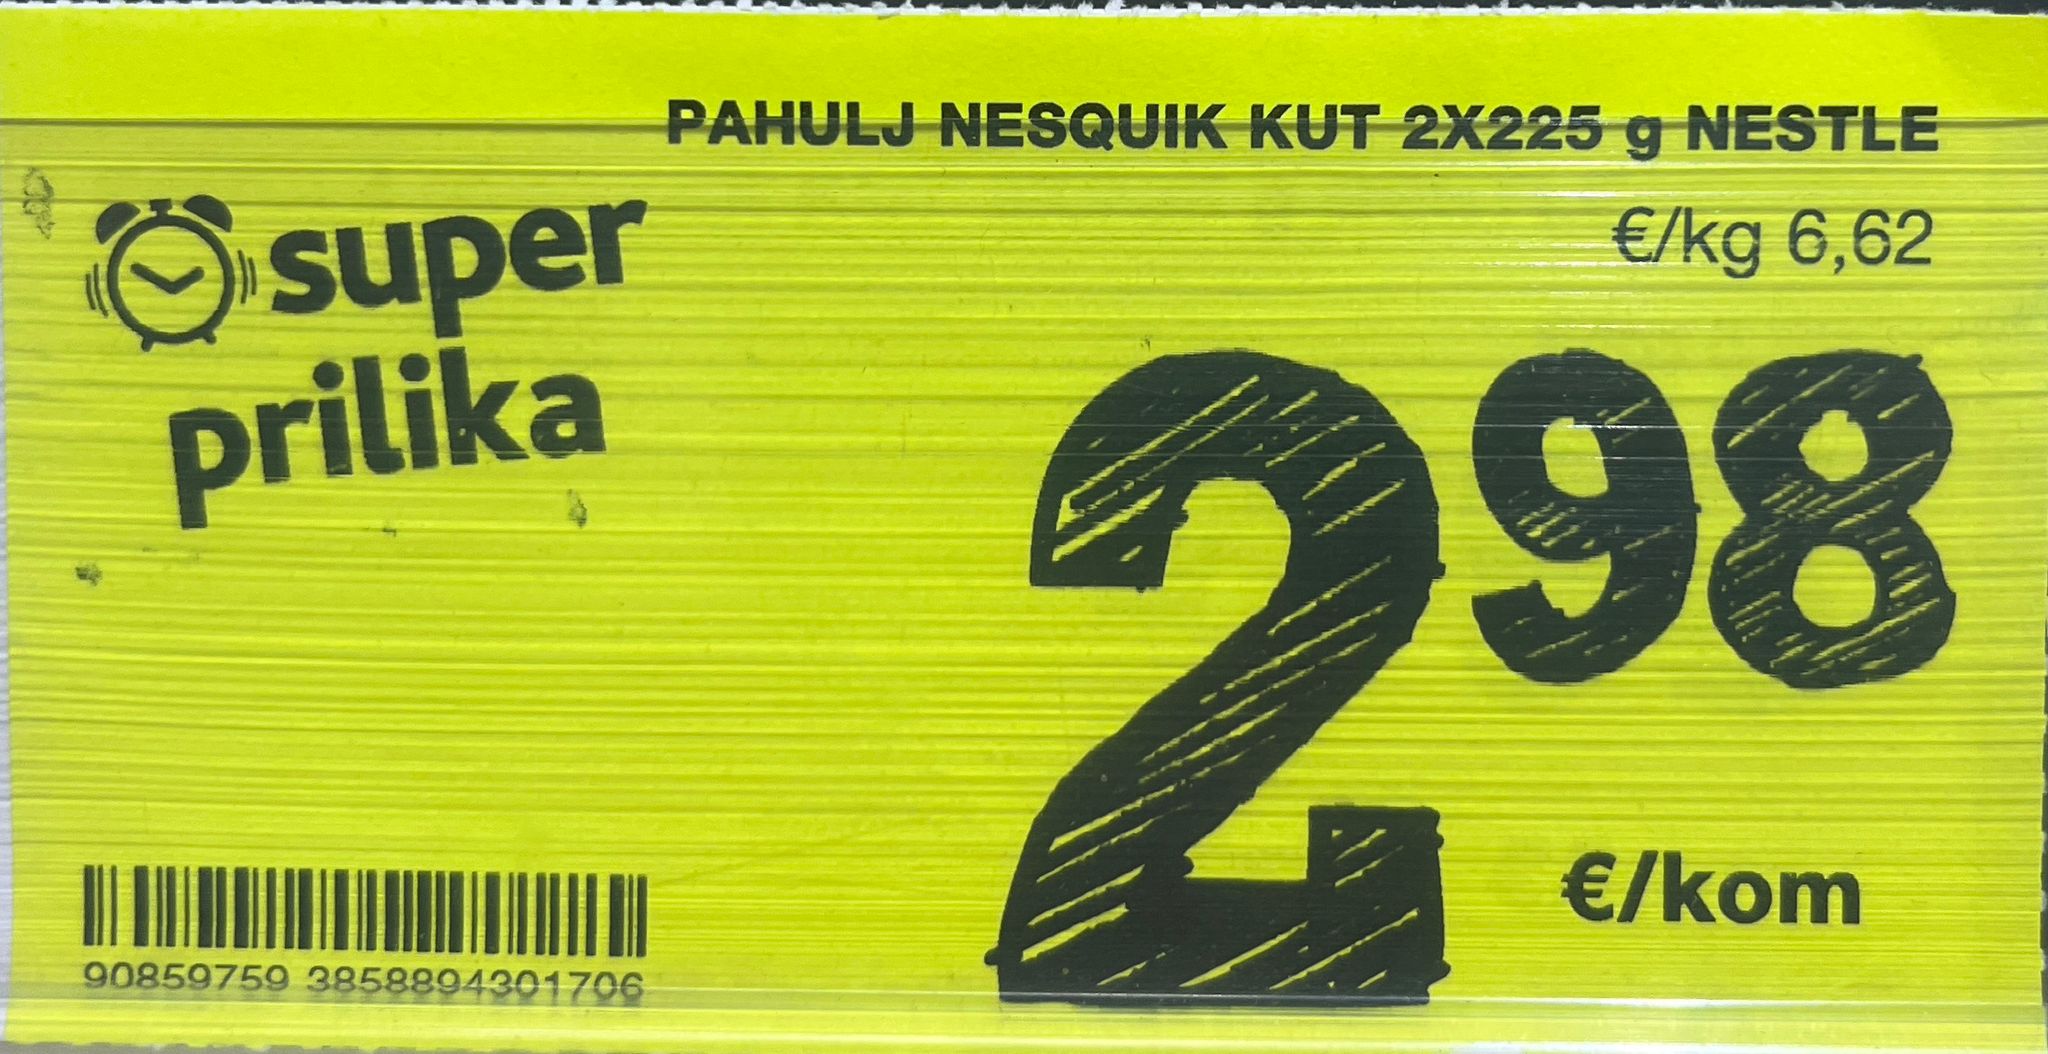 PAHULJ NESQUIK KUT 2X225 g NESTLE
€/kg 6,62
super
prilika
2 98
€/kom
90859759 3858894301706